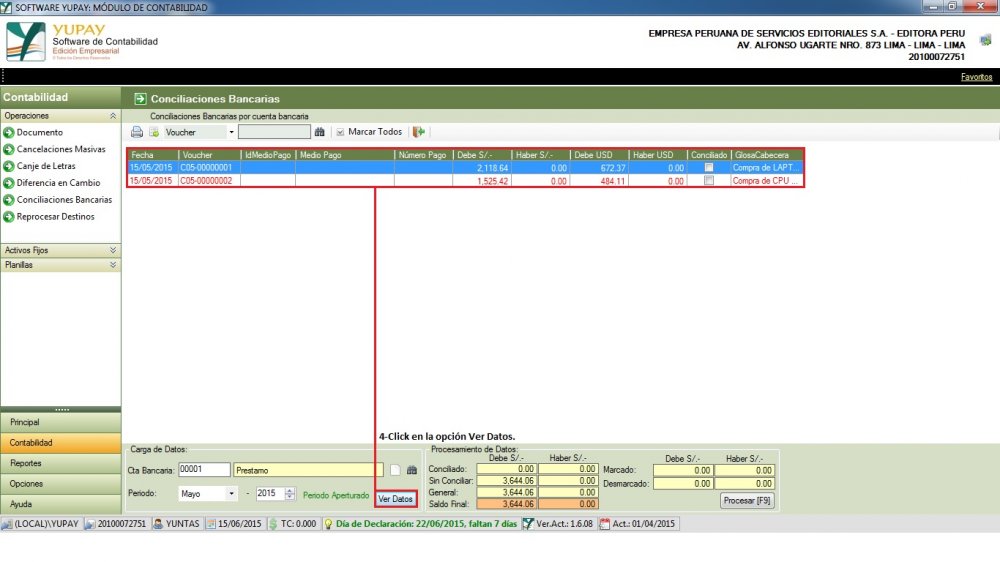 SOFTWARE YUPAY: MÓDULO DE CONTABILIDAD
YUPAY
Software de Contabilidad
Edición Empresarial
EMPRESA PERUANA DE SERVICIOS EDITORIALES S.A. - EDITORA PERU
AV. ALFONSO UGARTE NRO. 873 LIMA - LIMA - LIMA
20100072751
Favoritos
Contabilidad
Operaciones
Documento
Cancelaciones Masivas
Canje de Letras
Diferencia en Cambio
Conciliaciones Bancarias
Reprocesar Destinos
Activos Fijos
Planillas
Principal
Contabilidad
Reportes
Opciones
Ayuda
Conciliaciones Bancarias
Conciliaciones Bancarias por cuenta bancaria
Voucher Marcar Todos
Fecha Voucher IdMedioPago Medio Pago Número Pago Debe S/.- Haber S/.- Debe USD Haber USD Conciliado GlosaCabecera
15/05/2015 C05-00000001 2,118.64 0.00 672.37 0.00 Compra de LAPT...
15/05/2015 C05-00000002 1,525.42 0.00 484.11 0.00 Compra de CPU ...
4-Click en la opción Ver Datos.
Carga de Datos:
Cta Bancaria: 00001 Prestamo
Periodo: Mayo - 2015 Periodo Aperturado Ver Datos
Procesamiento de Datos:
Debe S/.- Haber S/.-
Conciliado: 0.00 0.00
Sin Conciliar: 3,644.06 0.00
General: 3,644.06 0.00
Saldo Final: 3,644.06 0.00
Debe S/.- Haber S/.-
Marcado: 0.00 0.00
Desmarcado: 0.00 0.00
Procesar [F9]
(LOCAL)\YUPAY 20100072751 YUNTAS 15/06/2015 TC: 0.000 Día de Declaración: 22/06/2015, faltan 7 días Ver.Act.: 1.6.08 Act.: 01/04/2015